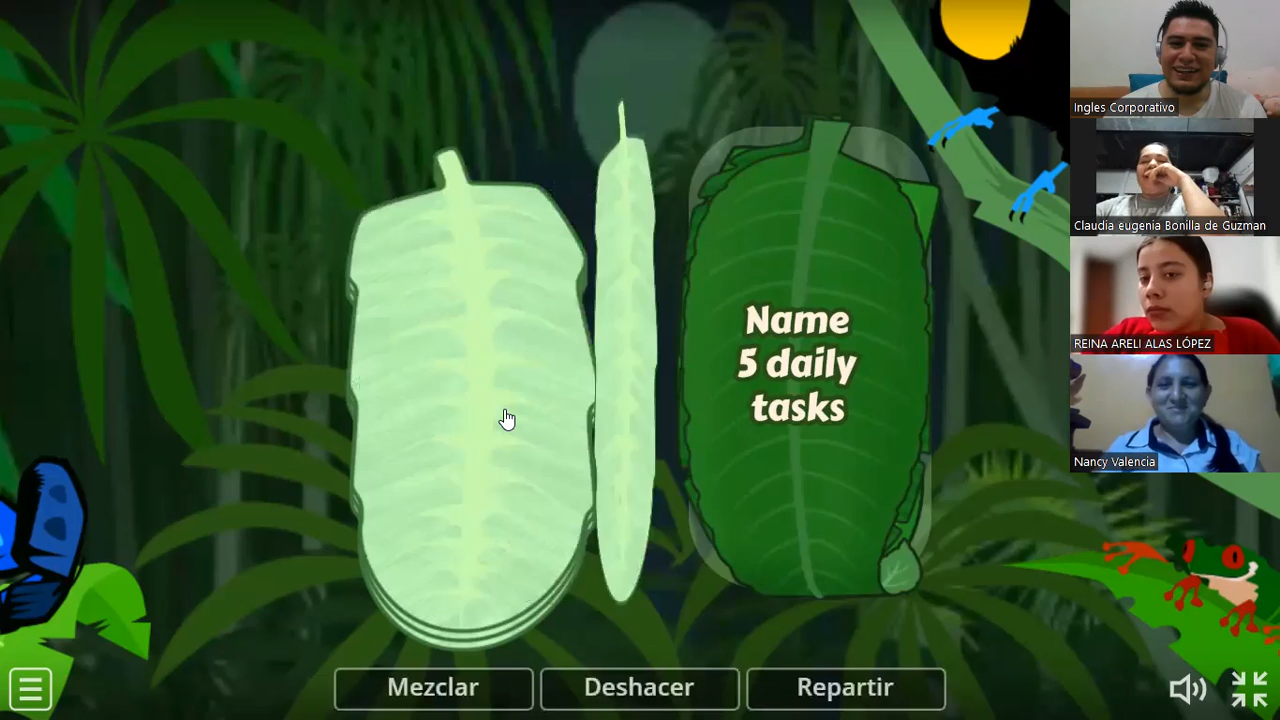 Name
5 daily
tasks
Mezclar
Deshacer
Repartir
Ingles Corporativo
Claudia eugenia Bonilla de Guzman
REINA ARELI ALAS LÓPEZ
Nancy Valencia